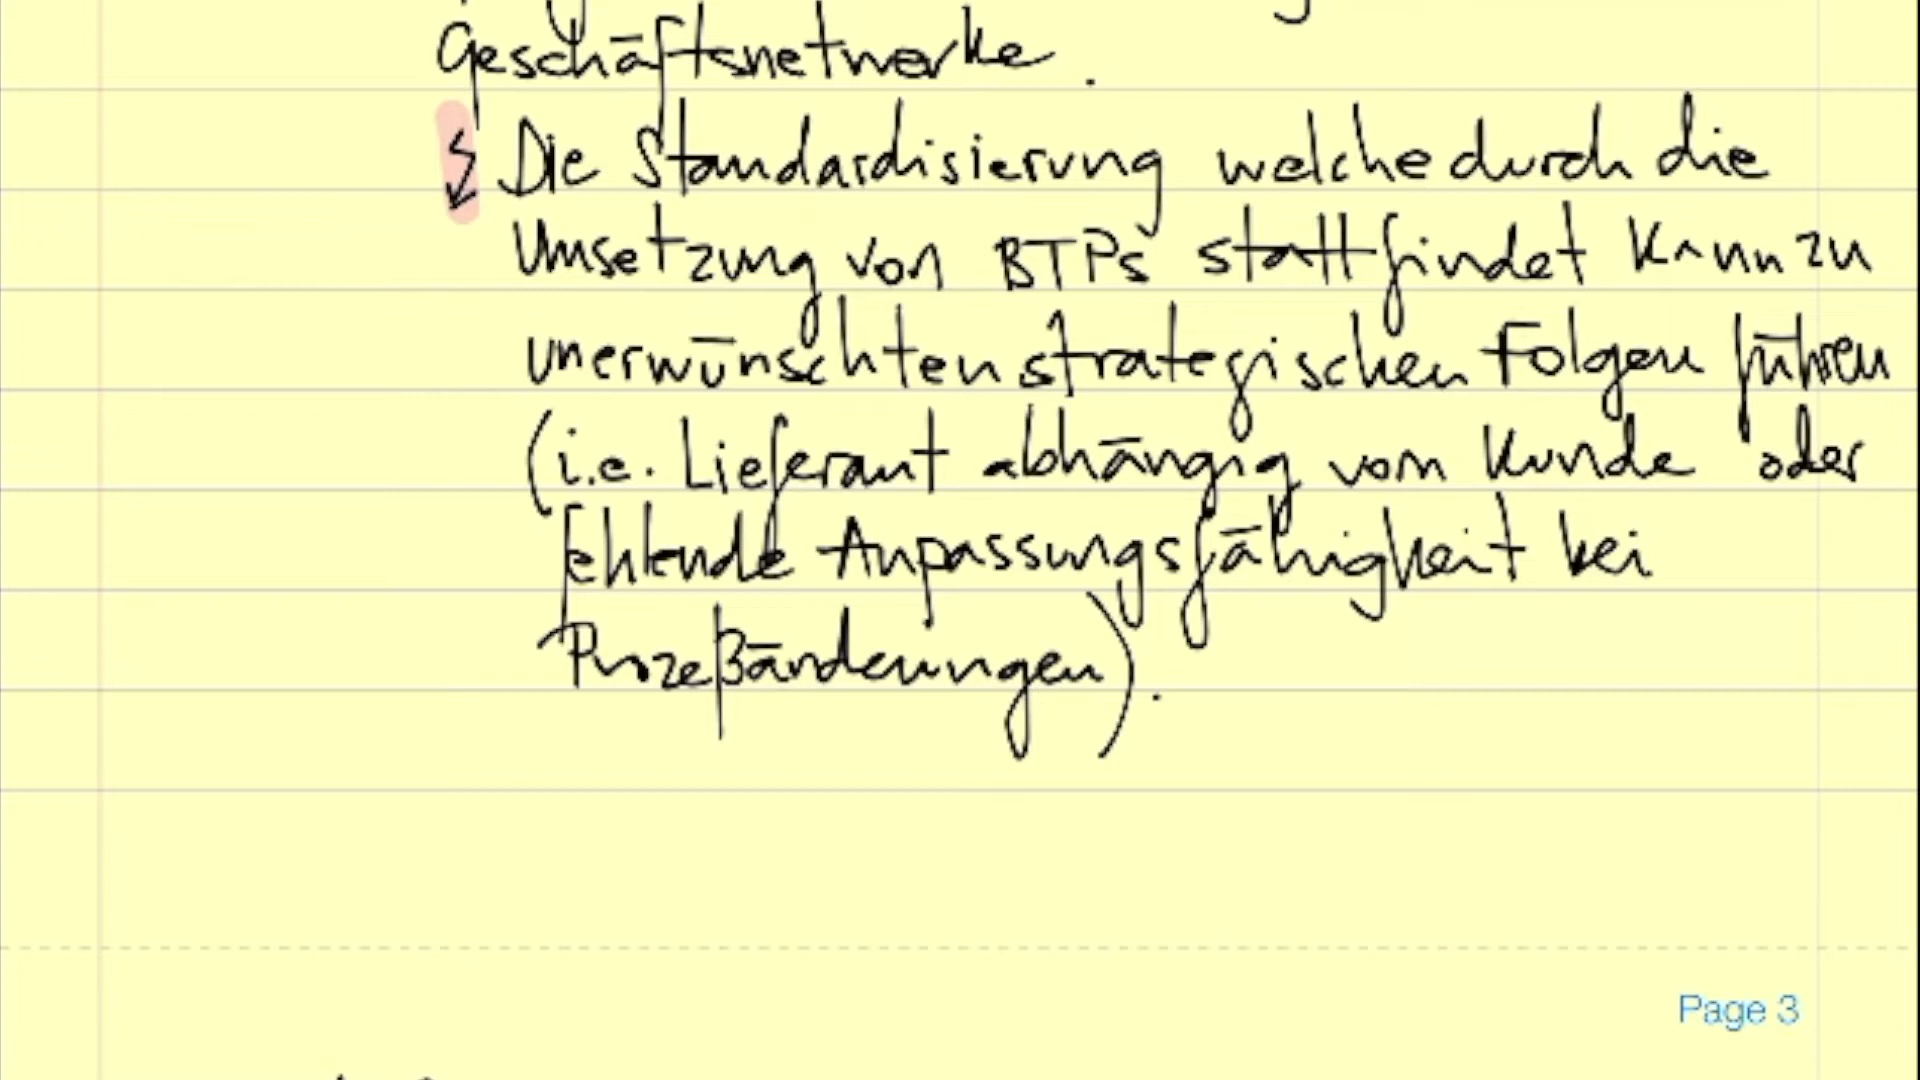 Geschäftsnetwerke.
Die Standardisierung welche durch die
Umsetzung von BTPs stattfindet kann zu
unerwünschten strategischen Folgen führen
(i.e. Lieferant abhängig vom Kunde oder
fehlende Anpassungsfähigkeit bei
Prozeßänderungen).
Page 3